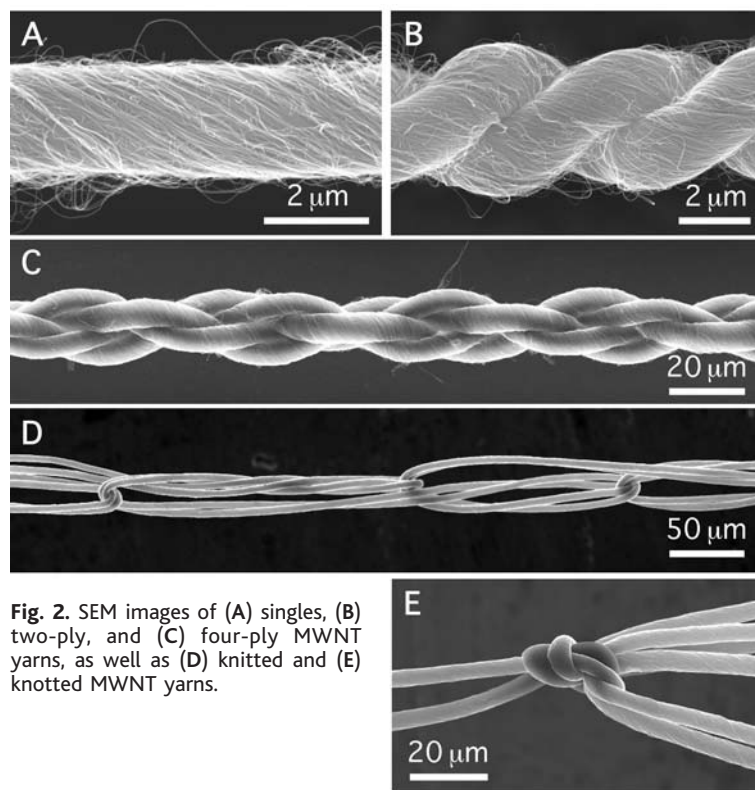 A
2 μm
B
2 μm
C
20 μm
D
50 μm
Fig. 2. SEM images of (A) singles, (B)
two-ply, and (C) four-ply MWNT
yarns, as well as (D) knitted and (E)
knotted MWNT yarns.
E
20 μm